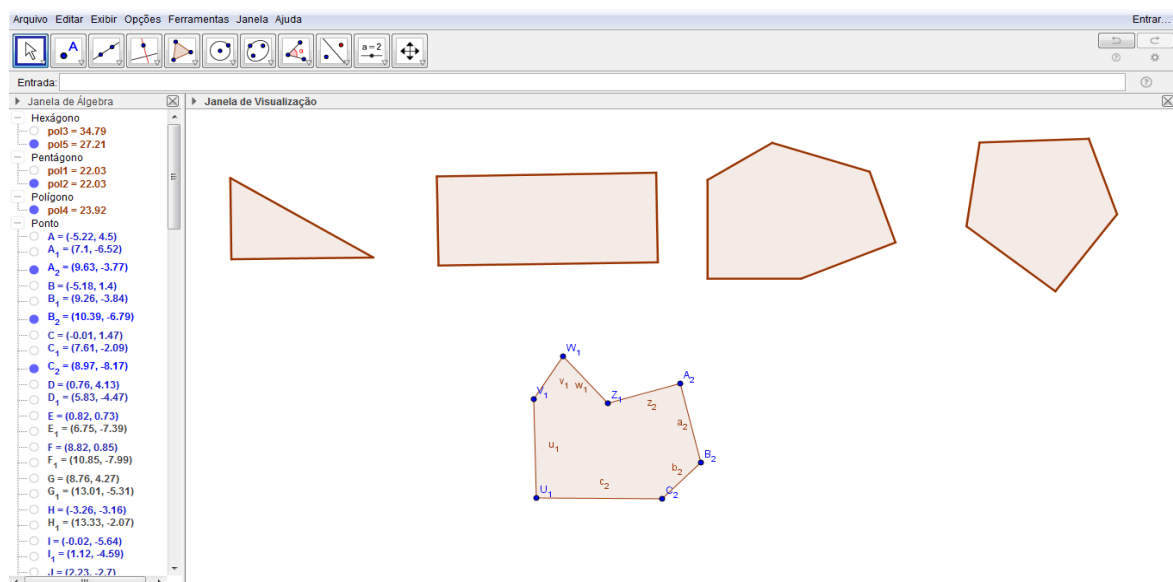 Arquivo Editar Exibir Opções Ferramentas Janela Ajuda Entrar...
A a=2
Entrada:
Janela de Álgebra Janela de Visualização
Hexágono
pol3 = 34.79
pol5 = 27.21
Pentágono
pol1 = 22.03
pol2 = 22.03
Polígono
pol4 = 23.92
Ponto
A = (-5.22, 4.5)
A₁ = (7.1, -6.52)
A₂ = (9.63, -3.77)
B = (-5.18, 1.4)
B₁ = (9.26, -3.84)
B₂ = (10.39, -6.79)
C = (-0.01, 1.47)
C₁ = (7.61, -2.09)
C₂ = (8.97, -8.17)
D = (0.76, 4.13)
D₁ = (5.83, -4.47)
E = (0.82, 0.73)
E₁ = (6.75, -7.39)
F = (8.82, 0.85)
F₁ = (10.85, -7.99)
G = (8.76, 4.27)
G₁ = (13.01, -5.31)
H = (-3.26, -3.16)
H₁ = (13.33, -2.07)
I = (-0.02, -5.64)
I₁ = (1.12, -4.59)
J = (2.23, -2.7)
W₁
v₁ w₁
V₁ Z₁ A₂
z₂
a₂
u₁
B₂
b₂
c₂
U₁ C₂